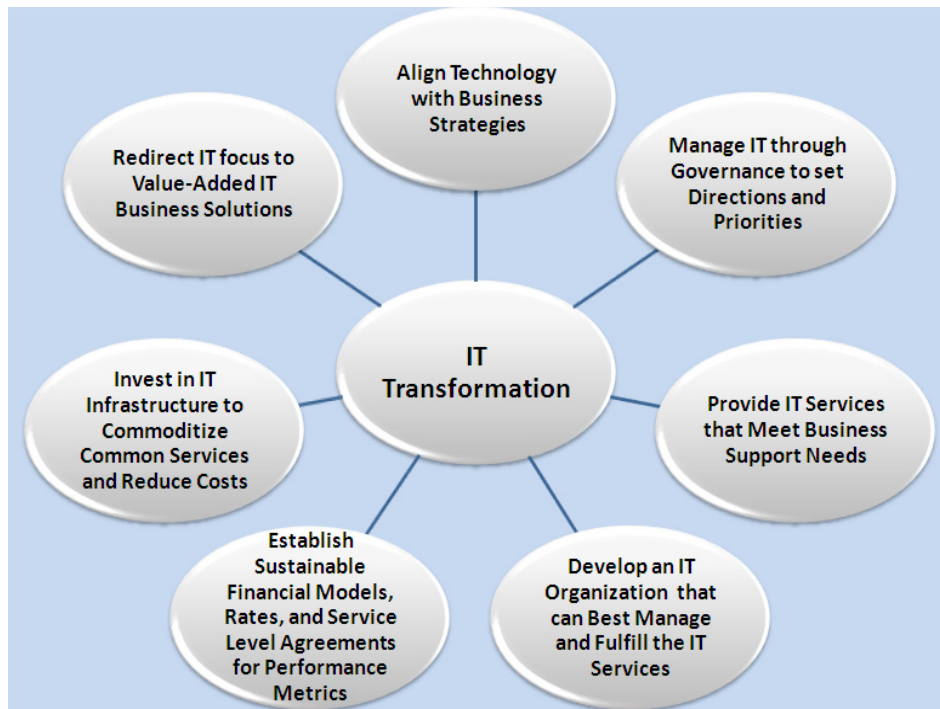 Align Technology
with Business
Strategies
Manage IT through
Governance to set
Directions and
Priorities
Provide IT Services
that Meet Business
Support Needs
Develop an IT
Organization that
can Best Manage
and Fulfill the IT
Services
Establish
Sustainable
Financial Models,
Rates, and Service
Level Agreements
for Performance
Metrics
Invest in IT
Infrastructure to
Commoditize
Common Services
and Reduce Costs
Redirect IT focus to
Value-Added IT
Business Solutions
IT
Transformation